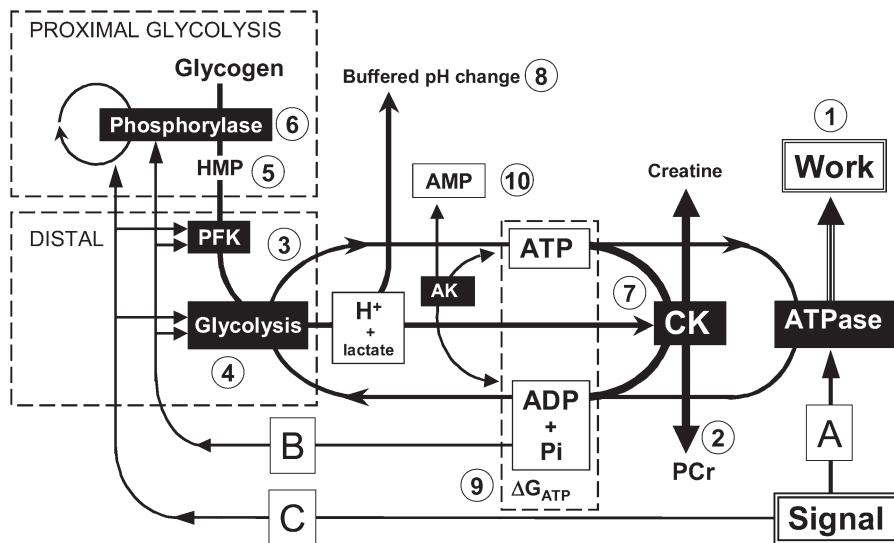 PROXIMAL GLYCOLYSIS
Glycogen
Phosphorylase
6
HMP
5
DISTAL
PFK
3
Glycolysis
4
Buffered pH change
8
AMP
10
AK
H+
+
lactate
ATP
7
ADP
+
Pi
9
ΔGATP
Creatine
CK
2
PCr
1
Work
ATPase
A
B
C
Signal